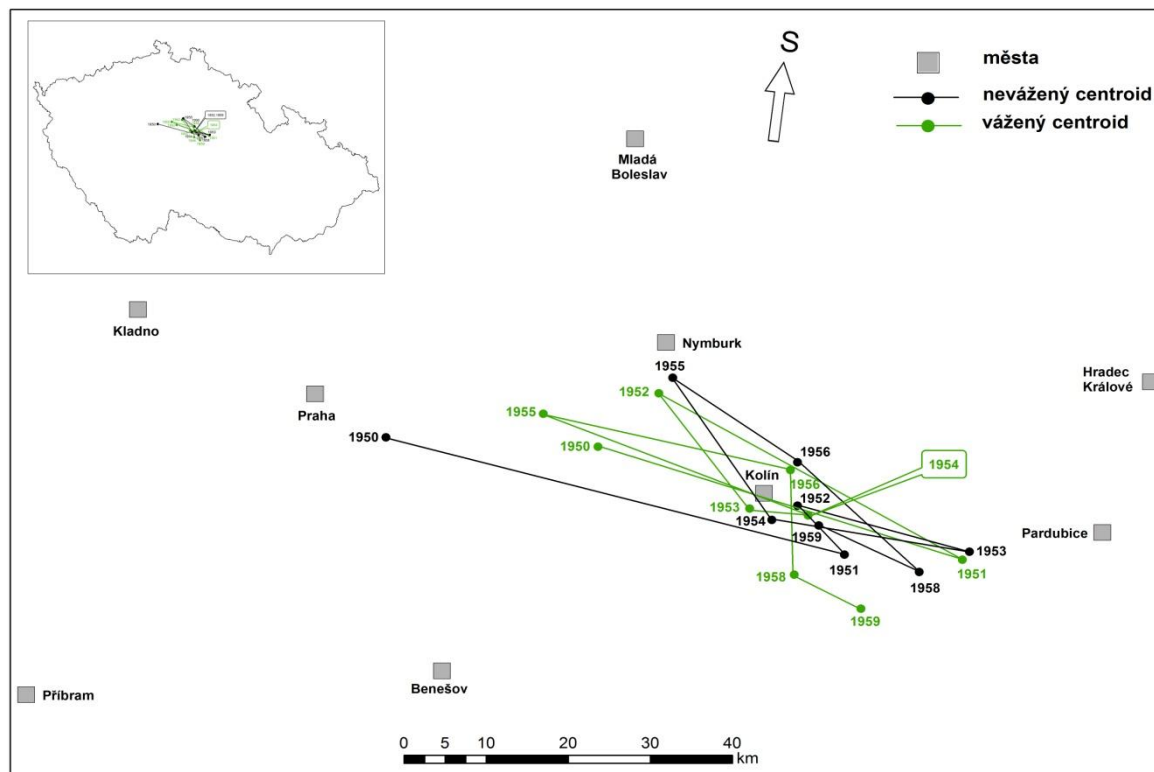 S
města
nevážený centroid
vážený centroid
Mladá
Boleslav
Kladno
Nymburk
1955
Hradec
Králové
1952
Praha
1955
1950
1950
1956
1954
Kolín
1956
1952
1953
1954
1959
Pardubice
1953
1951
1951
1958
1958
1959
Benešov
Příbram
0 5 10 20 30 40
km